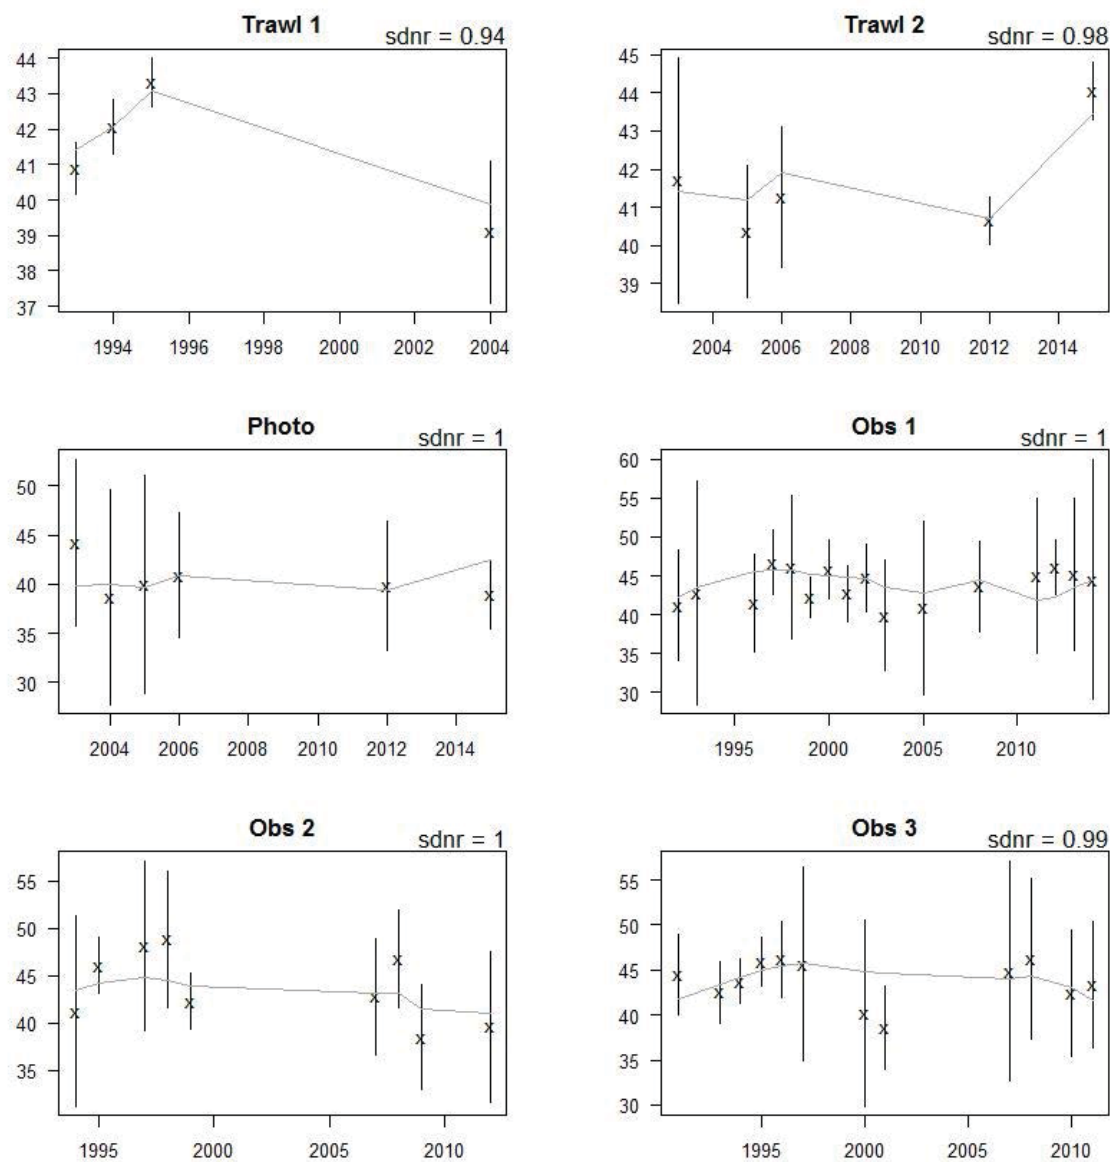 Trawl 1
sdnr = 0.94
44
43
42
41
40
39
38
37
1994 1996 1998 2000 2002 2004
Trawl 2
sdnr = 0.98
45
44
43
42
41
40
39
2004 2006 2008 2010 2012 2014
Photo
sdnr = 1
50
45
40
35
30
2004 2006 2008 2010 2012 2014
Obs 1
sdnr = 1
60
55
50
45
40
35
30
1995 2000 2005 2010
Obs 2
sdnr = 1
55
50
45
40
35
1995 2000 2005 2010
Obs 3
sdnr = 0.99
55
50
45
40
35
30
1995 2000 2005 2010